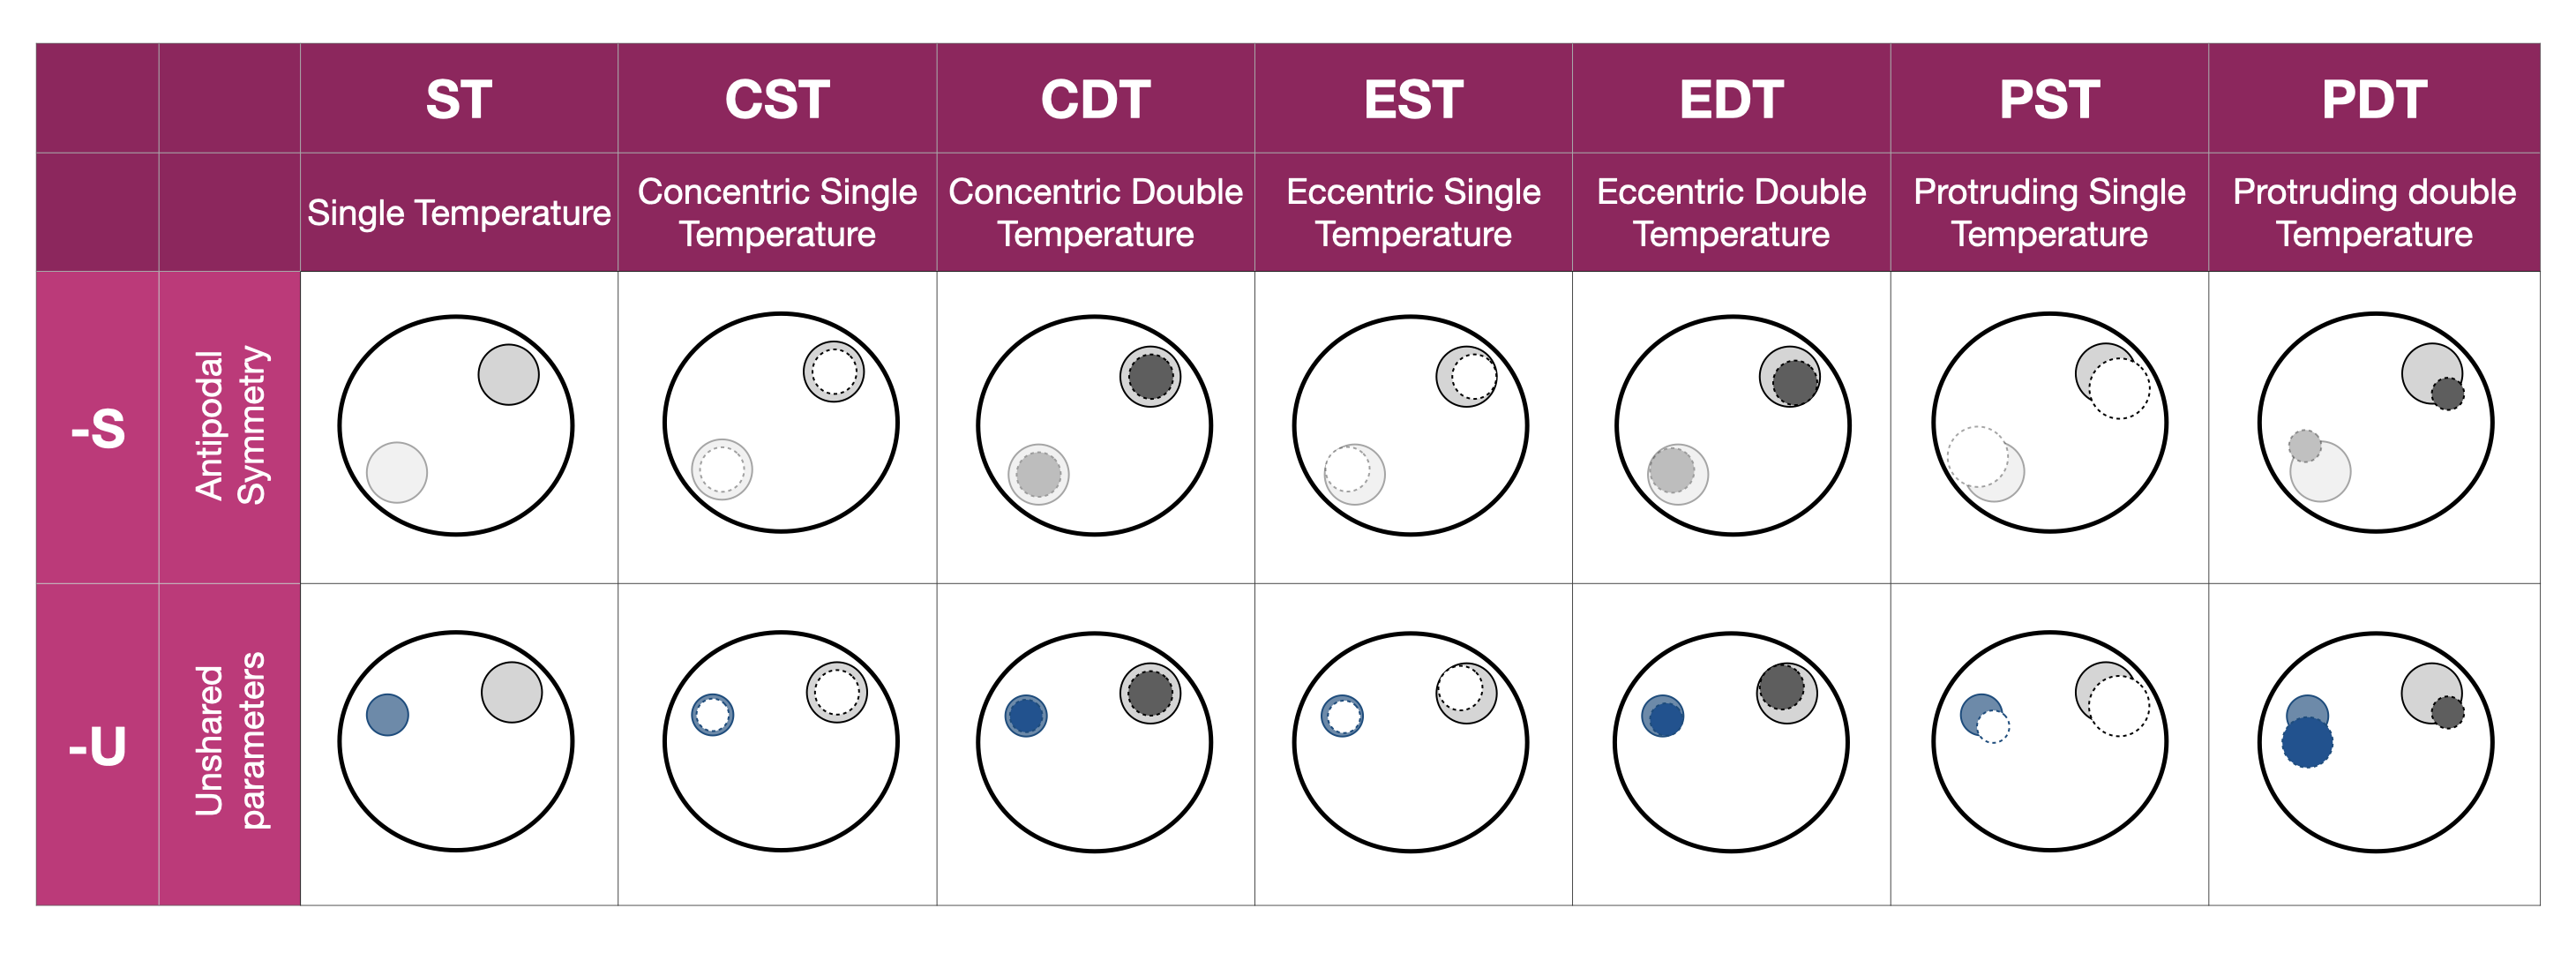 ST
CST
CDT
EST
EDT
PST
PDT
Single Temperature
Concentric Single
Temperature
Concentric Double
Temperature
Eccentric Single
Temperature
Eccentric Double
Temperature
Protruding Single
Temperature
Protruding double
Temperature
-S
Antipodal
Symmetry
-U
Unshared
parameters